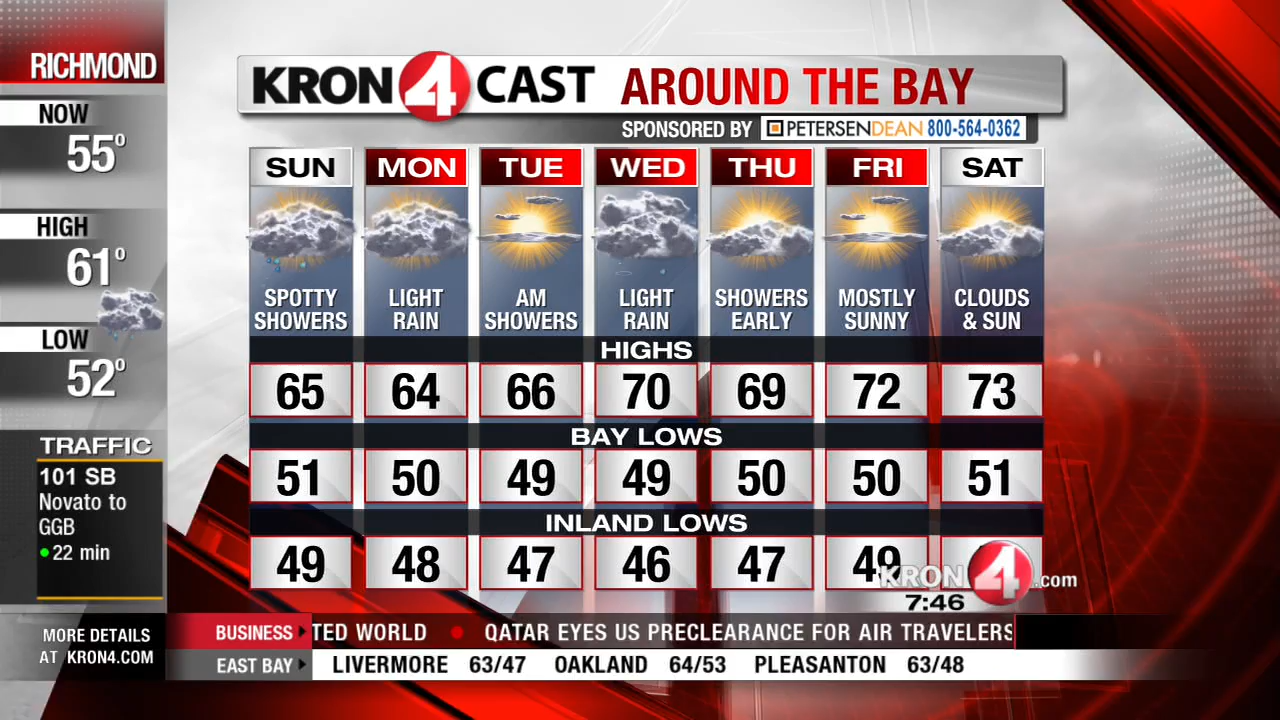 RICHMOND
NOW
55°
HIGH
61°
LOW
52°
TRAFFIC
101 SB
Novato to
GGB
22 min
MORE DETAILS
AT KRON4.COM
KRON 4 CAST AROUND THE BAY
SPONSORED BY PETERSENDEAN 800-564-0362
SUN MON TUE WED THU FRI SAT
SPOTTY SHOWERS LIGHT RAIN AM SHOWERS LIGHT RAIN SHOWERS EARLY MOSTLY SUNNY CLOUDS & SUN
HIGHS
65 64 66 70 69 72 73
BAY LOWS
51 50 49 49 50 50 51
INLAND LOWS
49 48 47 46 47 49
KRON 4 .com
7:46
BUSINESS TED WORLD • QATAR EYES US PRECLEARANCE FOR AIR TRAVELERS
EAST BAY LIVERMORE 63/47 OAKLAND 64/53 PLEASANTON 63/48